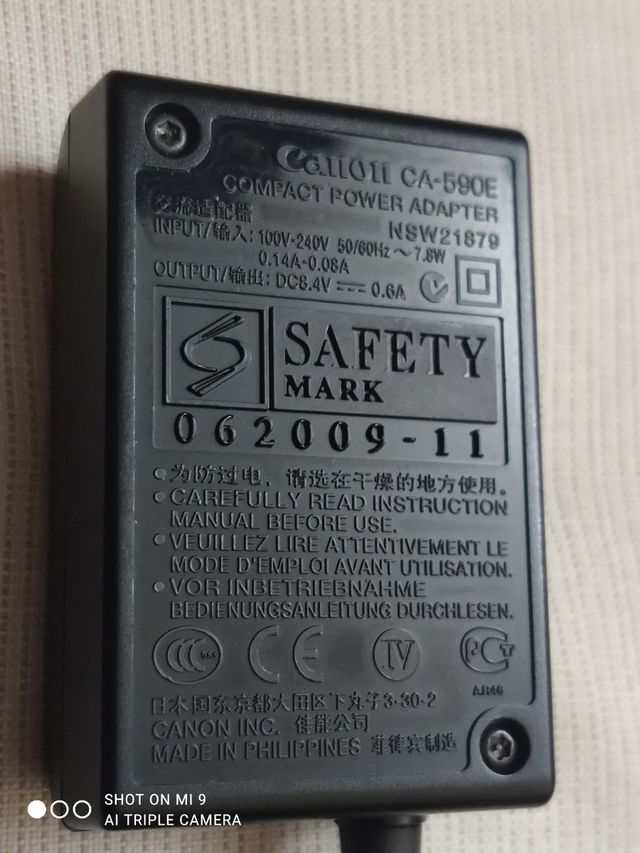 Canon CA-590E
COMPACT POWER ADAPTER
交流适配器 NSW21879
INPUT/输入: 100V-240V 50/60Hz ~ 7.8W
0.14A-0.08A
OUTPUT/输出: DC8.4V ⎓ 0.6A
SAFETY
MARK
062009-11
为防过电，请选在干燥的地方使用。
CAREFULLY READ INSTRUCTION
MANUAL BEFORE USE.
VEUILLEZ LIRE ATTENTIVEMENT LE
MODE D'EMPLOI AVANT UTILISATION.
VOR INBETRIEBNAHME
BEDIENUNGSANLEITUNG DURCHLESEN.
CCC CE IV PCT
AR46
日本国东京都大田区下丸子3-30-2
CANON INC. 佳能公司
MADE IN PHILIPPINES 菲律宾制造
SHOT ON MI 9
AI TRIPLE CAMERA